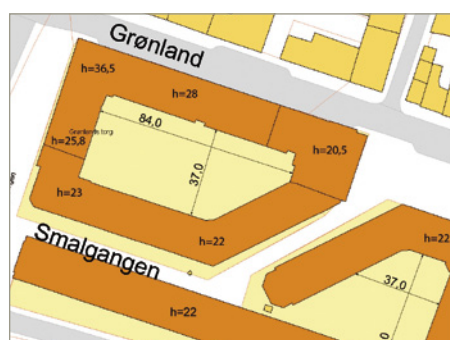 Grønland
h=36,5
h=28
84,0
Grønlands torg
h=25,8
h=20,5
37,0
h=23
h=22
h=22
Smalgangen
37,0
h=22
0